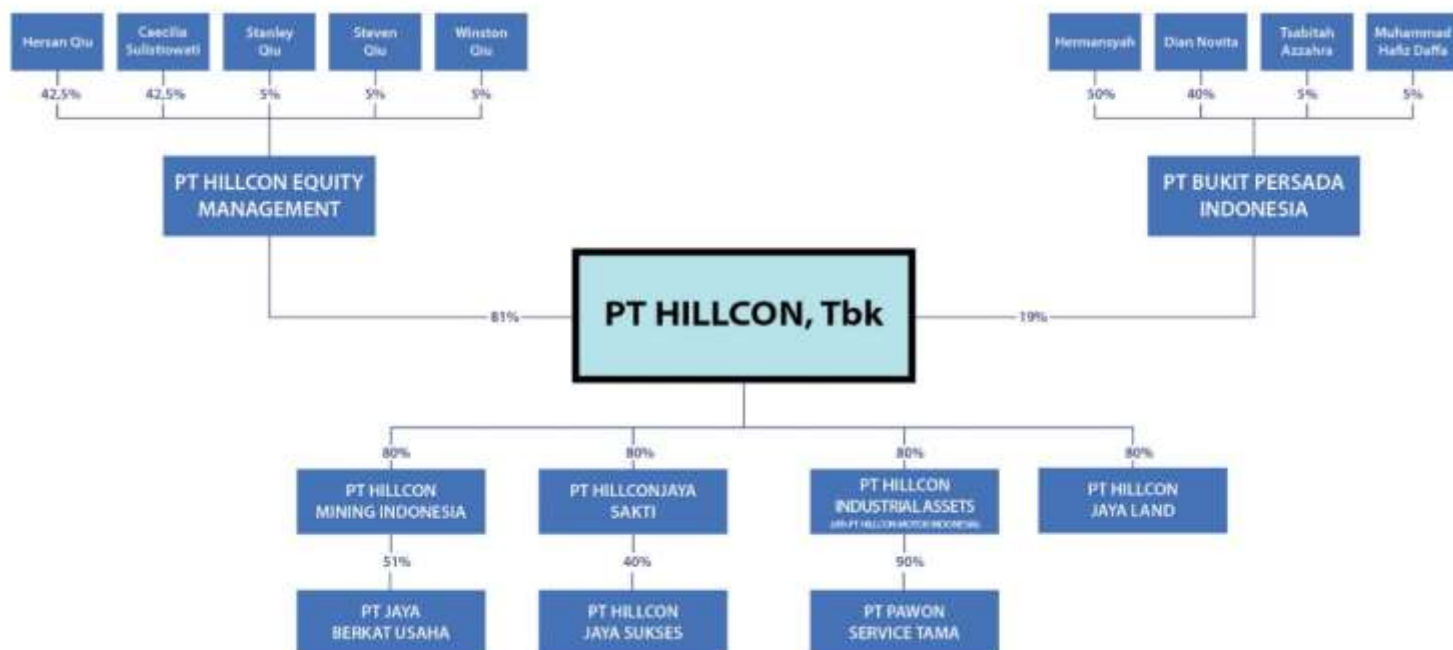 Hersan Qiu
Caecilia
Sulistiowati
Stanley
Qiu
Steven
Qiu
Winston
Qiu
Hermansyah
Dian Novita
Tsabitah
Azzahra
Muhammad
Hafiz Daffa
42,5%
42,5%
5%
5%
5%
50%
40%
5%
5%
PT HILLCON EQUITY
MANAGEMENT
PT BUKIT PERSADA
INDONESIA
81%
PT HILLCON, Tbk
19%
80%
80%
80%
80%
PT HILLCON
MINING INDONESIA
PT HILLCONJAYA
SAKTI
PT HILLCON
INDUSTRIAL ASSETS
PT HILLCON MOTOR INDONESIA)
PT HILLCON
JAYA LAND
51%
40%
90%
PT JAYA
BERKAT USAHA
PT HILLCON
JAYA SUKSES
PT PAWON
SERVICE TAMA